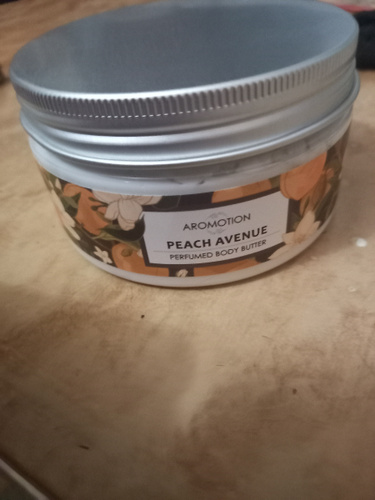 AROMOTION
PEACH AVENUE
PERFUMED BODY BUTTER